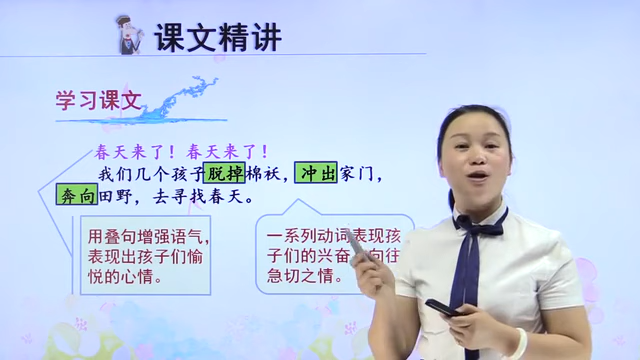 课文精讲
学习课文
春天来了！春天来了！
我们几个孩子脱掉棉袄，冲出家门，
奔向田野，去寻找春天。
用叠句增强语气，
表现出孩子们愉
悦的心情。
一系列动词表现孩
子们的兴奋 向往
急切之情。